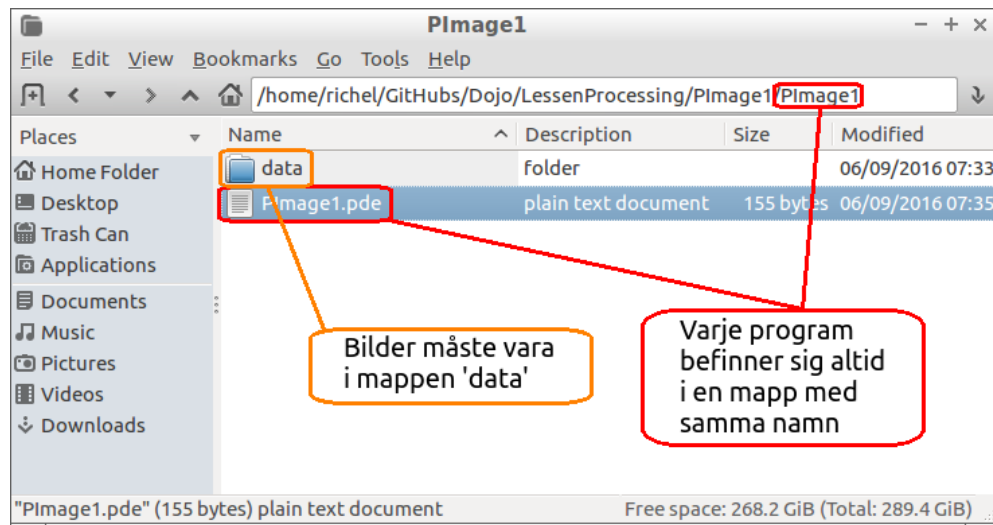 PImage1
File Edit View Bookmarks Go Tools Help
/home/richel/GitHubs/Dojo/LessenProcessing/PImage1/PImage1
Places
Name Description Size Modified
Home Folder
Desktop
Trash Can
Applications
Documents
Music
Pictures
Videos
Downloads
data folder 06/09/2016 07:33
PImage1.pde plain text document 155 bytes 06/09/2016 07:35
Bilder måste vara
i mappen 'data'
Varje program
befinner sig altid
i en mapp med
samma namn
"PImage1.pde" (155 bytes) plain text document Free space: 268.2 GiB (Total: 289.4 GiB)